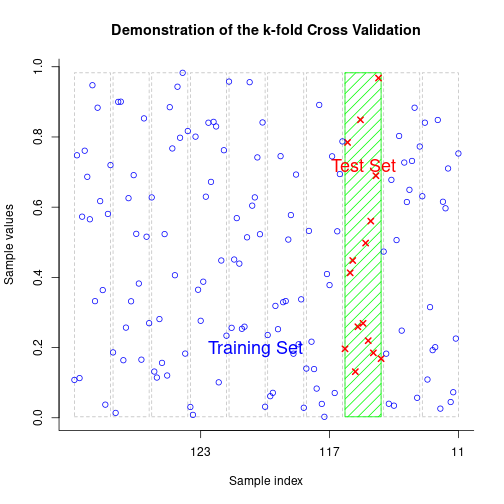 Demonstration of the k-fold Cross Validation
1.0
0.8
Test Set
0.6
Sample values
0.4
Training Set
0.2
0.0
123
117
11
Sample index